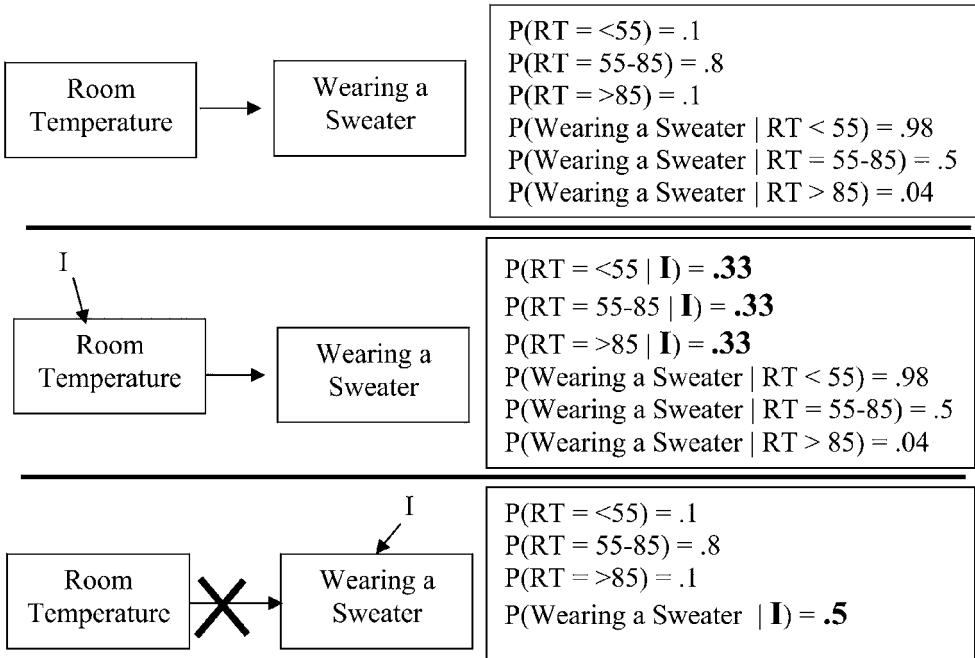 Room
Temperature
Wearing a
Sweater
P(RT = <55) = .1
P(RT = 55-85) = .8
P(RT = >85) = .1
P(Wearing a Sweater | RT < 55) = .98
P(Wearing a Sweater | RT = 55-85) = .5
P(Wearing a Sweater | RT > 85) = .04
I
Room
Temperature
Wearing a
Sweater
P(RT = <55 | I) = .33
P(RT = 55-85 | I) = .33
P(RT = >85 | I) = .33
P(Wearing a Sweater | RT < 55) = .98
P(Wearing a Sweater | RT = 55-85) = .5
P(Wearing a Sweater | RT > 85) = .04
I
Room
Temperature
Wearing a
Sweater
P(RT = <55) = .1
P(RT = 55-85) = .8
P(RT = >85) = .1
P(Wearing a Sweater | I) = .5